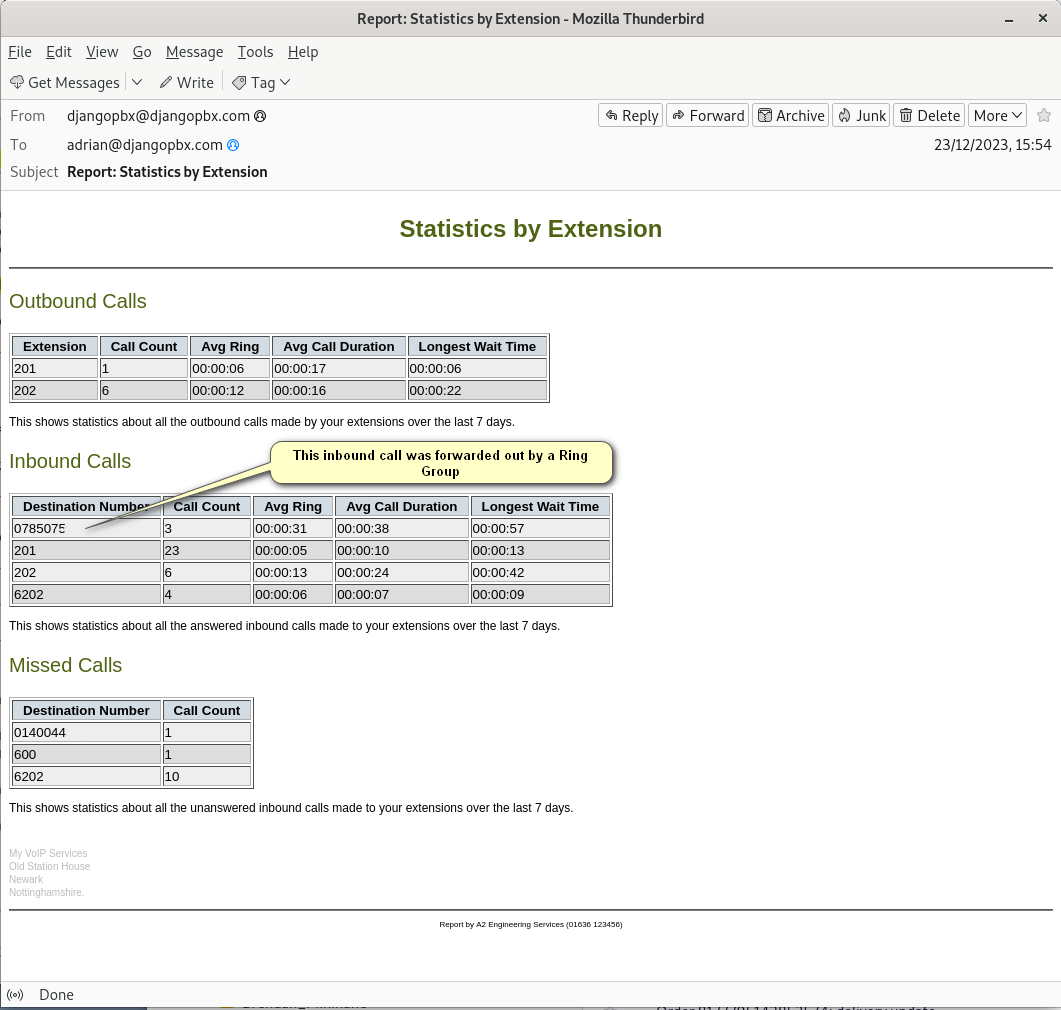 Report: Statistics by Extension - Mozilla Thunderbird
File Edit View Go Message Tools Help
Get Messages Write Tag
From djangopbx@djangopbx.com Reply Forward Archive Junk Delete More
To adrian@djangopbx.com 23/12/2023, 15:54
Subject Report: Statistics by Extension
Statistics by Extension
Outbound Calls
Extension Call Count Avg Ring Avg Call Duration Longest Wait Time
201 1 00:00:06 00:00:17 00:00:06
202 6 00:00:12 00:00:16 00:00:22
This shows statistics about all the outbound calls made by your extensions over the last 7 days.
This inbound call was forwarded out by a Ring
Group
Inbound Calls
Destination Number Call Count Avg Ring Avg Call Duration Longest Wait Time
0785075 3 00:00:31 00:00:38 00:00:57
201 23 00:00:05 00:00:10 00:00:13
202 6 00:00:13 00:00:24 00:00:42
6202 4 00:00:06 00:00:07 00:00:09
This shows statistics about all the answered inbound calls made to your extensions over the last 7 days.
Missed Calls
Destination Number Call Count
0140044 1
600 1
6202 10
This shows statistics about all the unanswered inbound calls made to your extensions over the last 7 days.
My VoIP Services
Old Station House
Newark
Nottinghamshire.
Report by A2 Engineering Services (01636 123456)
Done